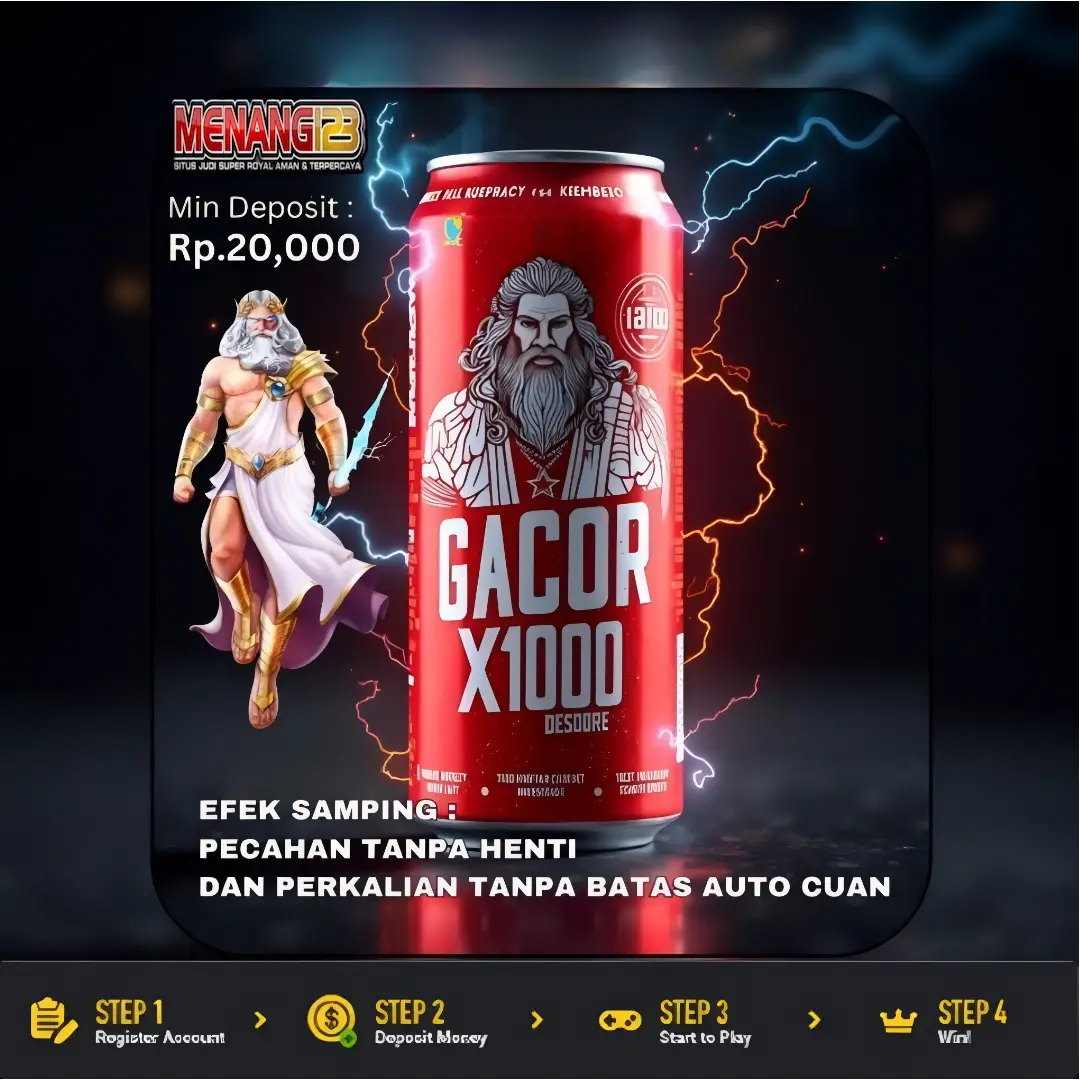 MENANG123
SITUS JUDI SUPER ROYAL AMAN & TERPERCAYA
Min Deposit :
Rp.20,000
GACOR
X1000
DESODRE
EFEK SAMPING :
PECAHAN TANPA HENTI
DAN PERKALIAN TANPA BATAS AUTO CUAN
STEP 1
Register Account
STEP 2
Deposit Money
STEP 3
Start to Play
STEP 4
Win!